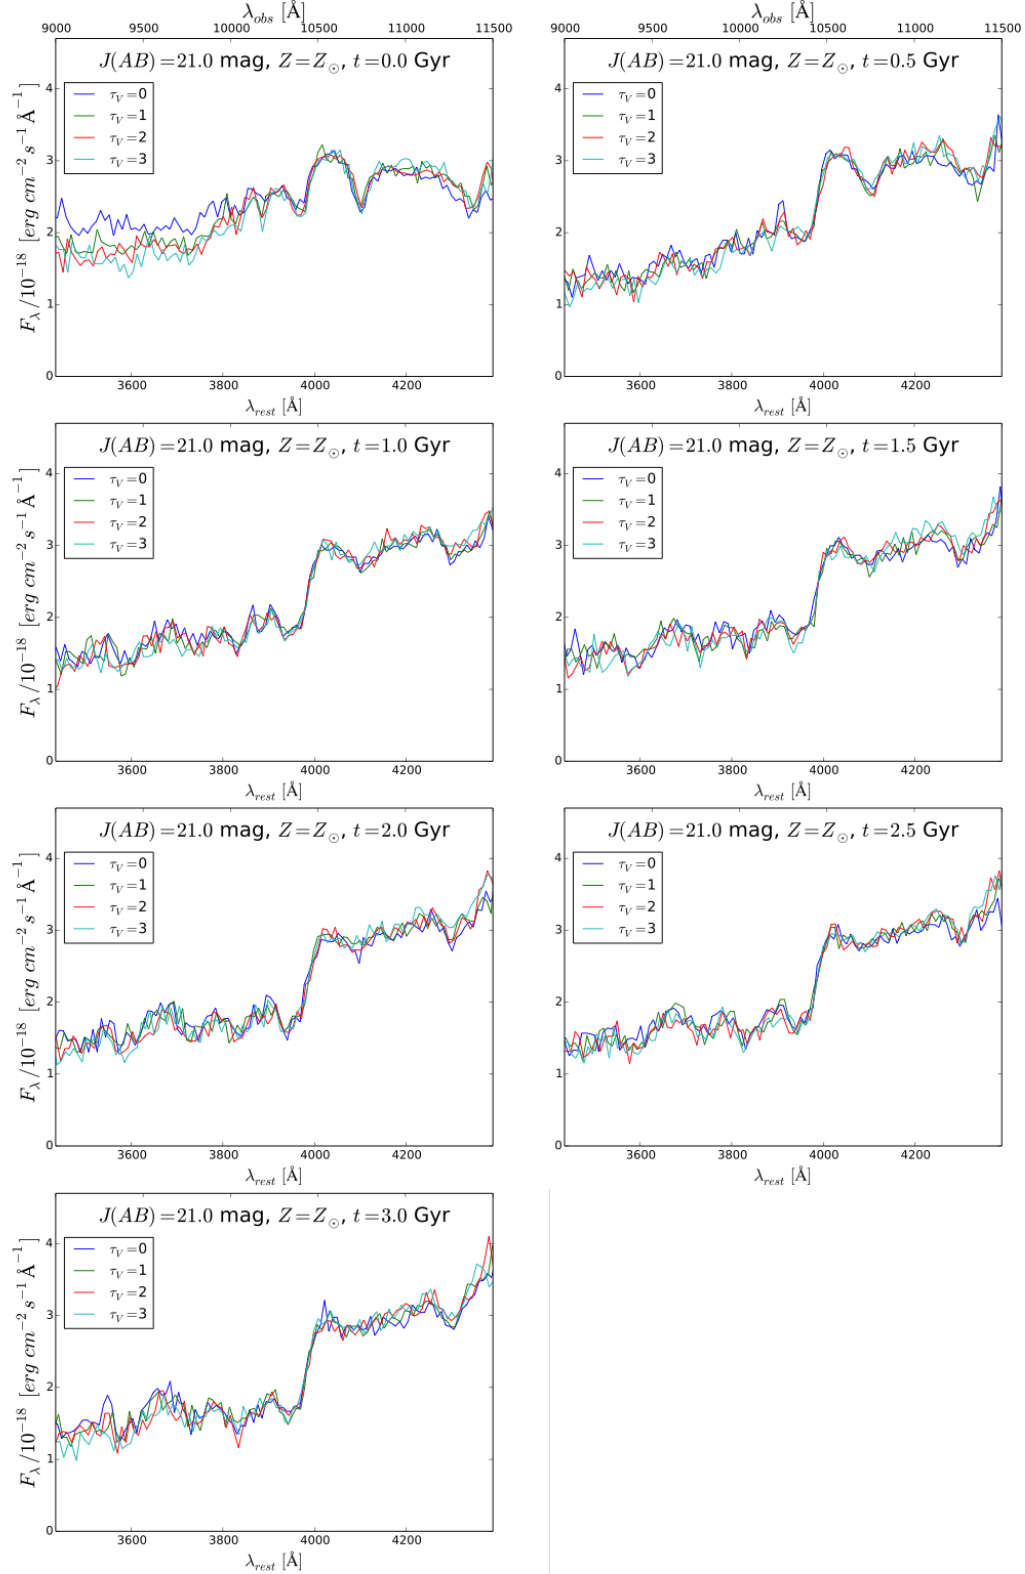 λ_obs [Å]
9000 9500 10000 10500 11000 11500
J(AB)=21.0 mag, Z=Z_⊙, t=0.0 Gyr
τ_V=0
τ_V=1
τ_V=2
τ_V=3
F_λ/10^−18 [erg cm^−2 s^−1 Å^−1]
4
3
2
1
0
3600 3800 4000 4200
λ_rest [Å]
λ_obs [Å]
9000 9500 10000 10500 11000 11500
J(AB)=21.0 mag, Z=Z_⊙, t=0.5 Gyr
τ_V=0
τ_V=1
τ_V=2
τ_V=3
4
3
2
1
0
3600 3800 4000 4200
λ_rest [Å]
J(AB)=21.0 mag, Z=Z_⊙, t=1.0 Gyr
τ_V=0
τ_V=1
τ_V=2
τ_V=3
F_λ/10^−18 [erg cm^−2 s^−1 Å^−1]
4
3
2
1
0
3600 3800 4000 4200
λ_rest [Å]
J(AB)=21.0 mag, Z=Z_⊙, t=1.5 Gyr
τ_V=0
τ_V=1
τ_V=2
τ_V=3
4
3
2
1
0
3600 3800 4000 4200
λ_rest [Å]
J(AB)=21.0 mag, Z=Z_⊙, t=2.0 Gyr
τ_V=0
τ_V=1
τ_V=2
τ_V=3
F_λ/10^−18 [erg cm^−2 s^−1 Å^−1]
4
3
2
1
0
3600 3800 4000 4200
λ_rest [Å]
J(AB)=21.0 mag, Z=Z_⊙, t=2.5 Gyr
τ_V=0
τ_V=1
τ_V=2
τ_V=3
4
3
2
1
0
3600 3800 4000 4200
λ_rest [Å]
J(AB)=21.0 mag, Z=Z_⊙, t=3.0 Gyr
τ_V=0
τ_V=1
τ_V=2
τ_V=3
F_λ/10^−18 [erg cm^−2 s^−1 Å^−1]
4
3
2
1
0
3600 3800 4000 4200
λ_rest [Å]